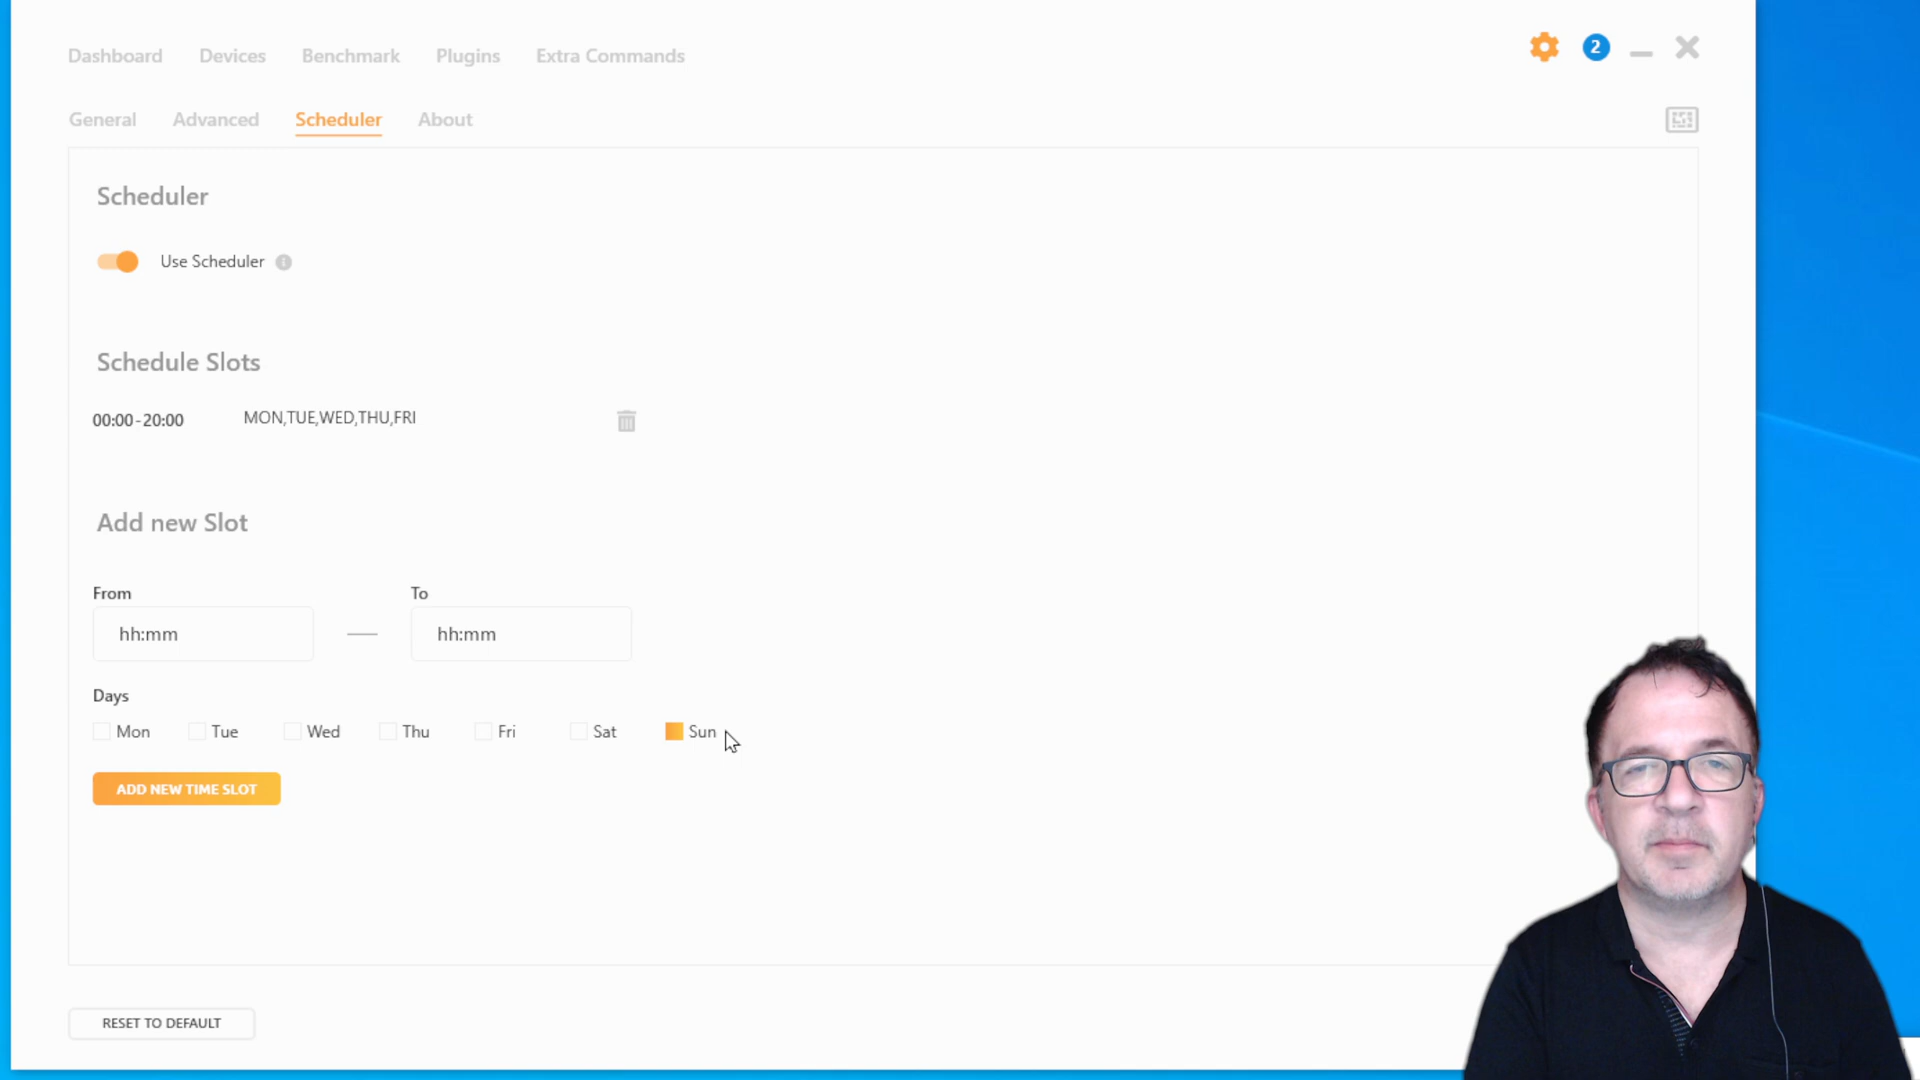 Dashboard Devices Benchmark Plugins Extra Commands 2
General Advanced Scheduler About
Scheduler
Use Scheduler
Schedule Slots
00:00-20:00 MON,TUE,WED,THU,FRI
Add new Slot
From To
hh:mm hh:mm
Days
Mon Tue Wed Thu Fri Sat Sun
ADD NEW TIME SLOT
RESET TO DEFAULT